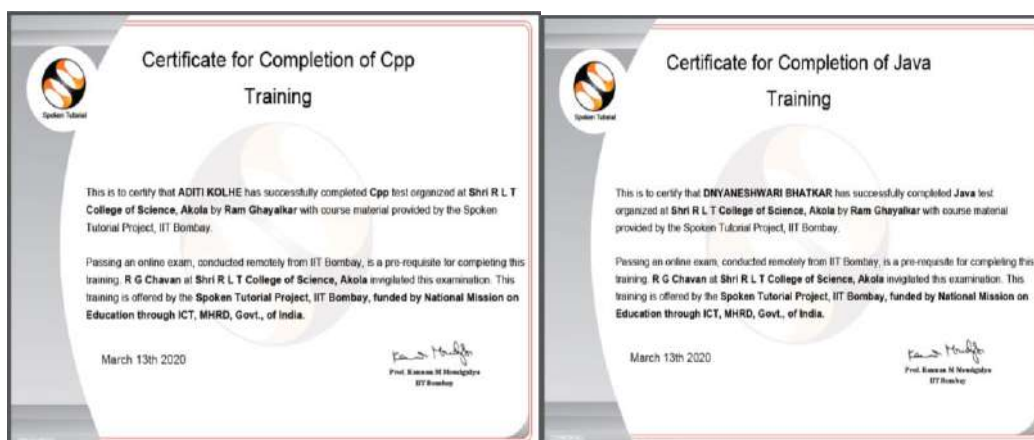 Certificate for Completion of Cpp
Training
Spoken Tutorial
This is to certify that ADITI KOLHE has successfully completed Cpp test organized at Shri R L T
College of Science, Akola by Ram Ghayalkar with course material provided by the Spoken
Tutorial Project, IIT Bombay.
Passing an online exam, conducted remotely from IIT Bombay, is a pre-requisite for completing this
training. R G Chavan at Shri R L T College of Science, Akola invigilated this examination. This
training is offered by the Spoken Tutorial Project, IIT Bombay, funded by National Mission on
Education through ICT, MHRD, Govt., of India.
March 13th 2020
Prof. Kannan M Moudgalya
IIT Bombay
Certificate for Completion of Java
Training
Spoken Tutorial
This is to certify that DNYANESHWARI BHATKAR has successfully completed Java test
organized at Shri R L T College of Science, Akola by Ram Ghayalkar with course material
provided by the Spoken Tutorial Project, IIT Bombay.
Passing an online exam, conducted remotely from IIT Bombay, is a pre-requisite for completing this
training. R G Chavan at Shri R L T College of Science, Akola invigilated this examination. This
training is offered by the Spoken Tutorial Project, IIT Bombay, funded by National Mission on
Education through ICT, MHRD, Govt., of India.
March 13th 2020
Prof. Kannan M Moudgalya
IIT Bombay